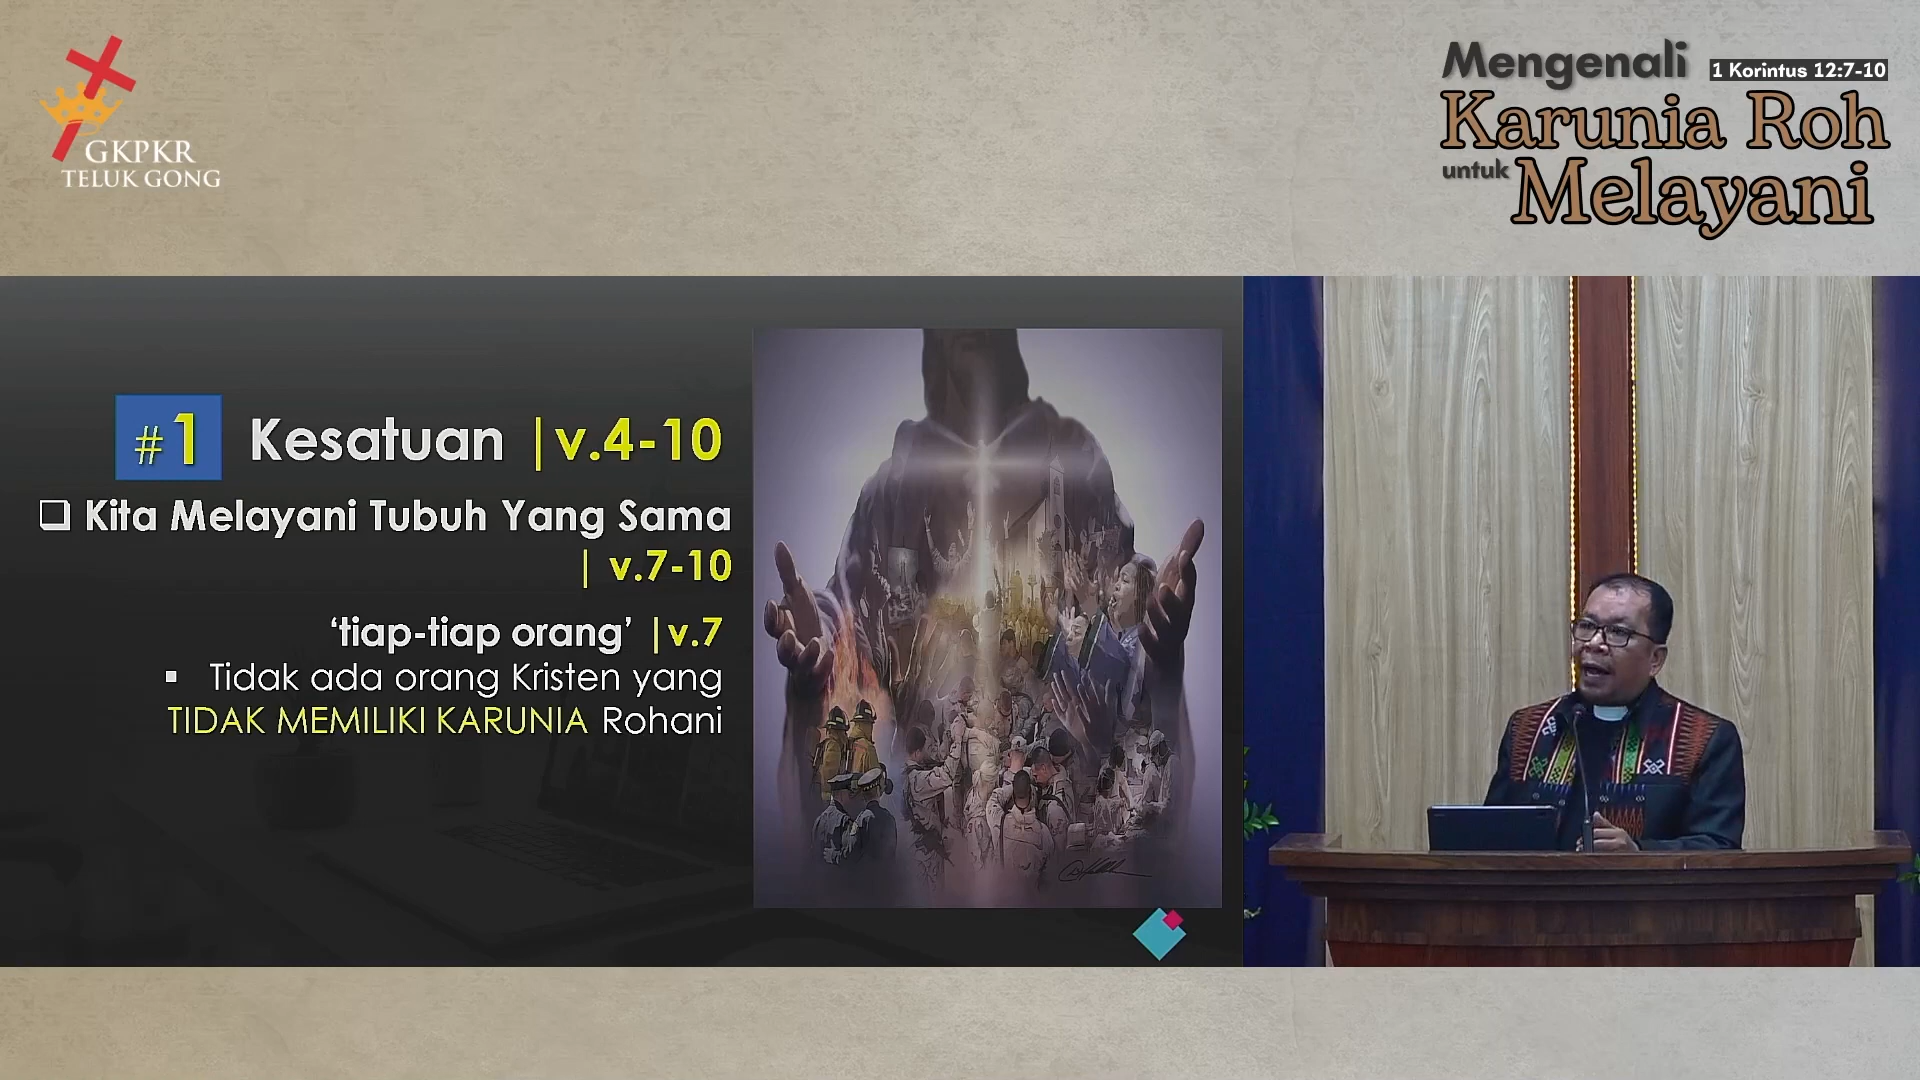 GKPKR
TELUK GONG
Mengenali
1 Korintus 12:7-10
Karunia Roh
untuk
Melayani
#1 Kesatuan |v.4-10
Kita Melayani Tubuh Yang Sama
| v.7-10
‘tiap-tiap orang’ |v.7
▪ Tidak ada orang Kristen yang
TIDAK MEMILIKI KARUNIA Rohani